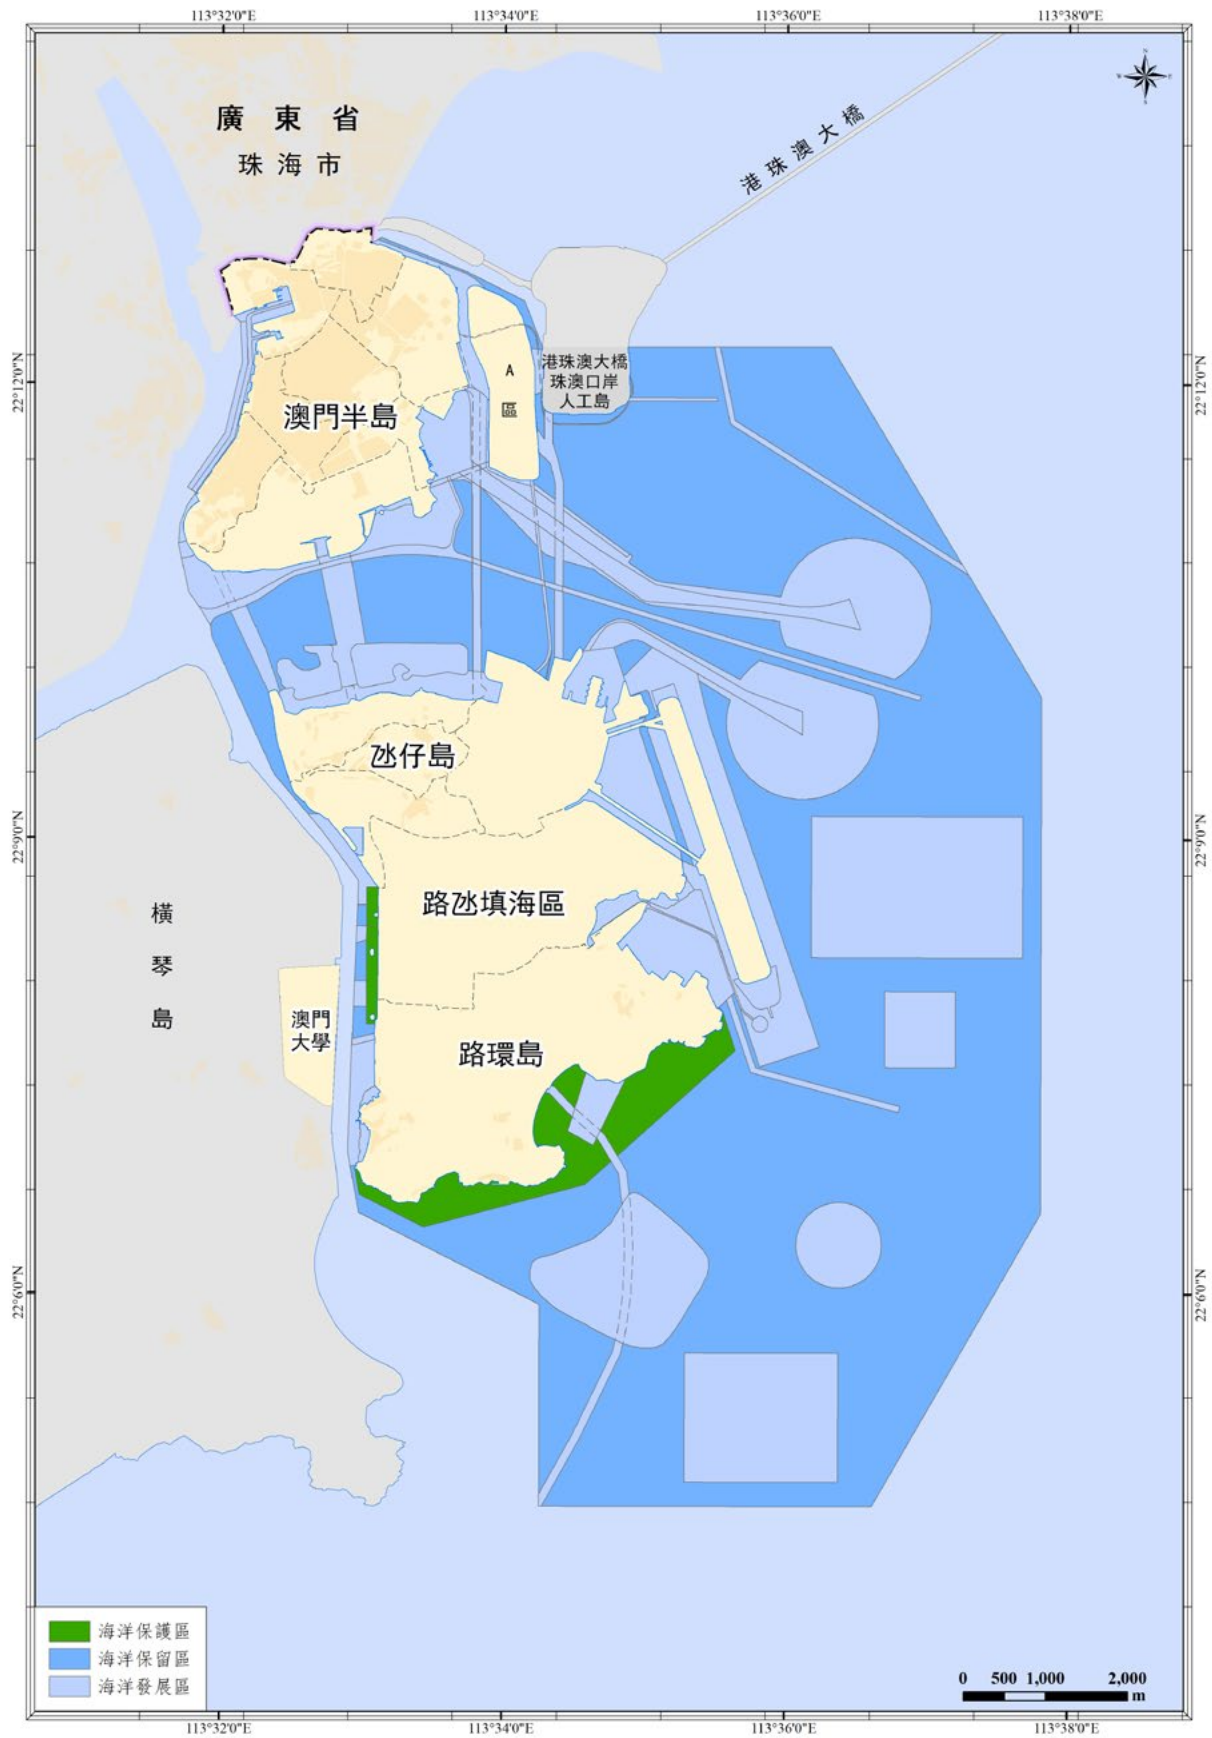 113°32'0"E
113°34'0"E
113°36'0"E
113°38'0"E
N
W
E
S
廣東省
珠海市
港珠澳大橋
22°12'0"N
22°12'0"N
A
區
港珠澳大橋
珠澳口岸
人工島
澳門半島
氹仔島
22°9'0"N
22°9'0"N
橫
琴
島
路氹填海區
澳門
大學
路環島
22°6'0"N
22°6'0"N
海洋保護區
海洋保留區
海洋發展區
0 500 1,000 2,000
m
113°32'0"E
113°34'0"E
113°36'0"E
113°38'0"E